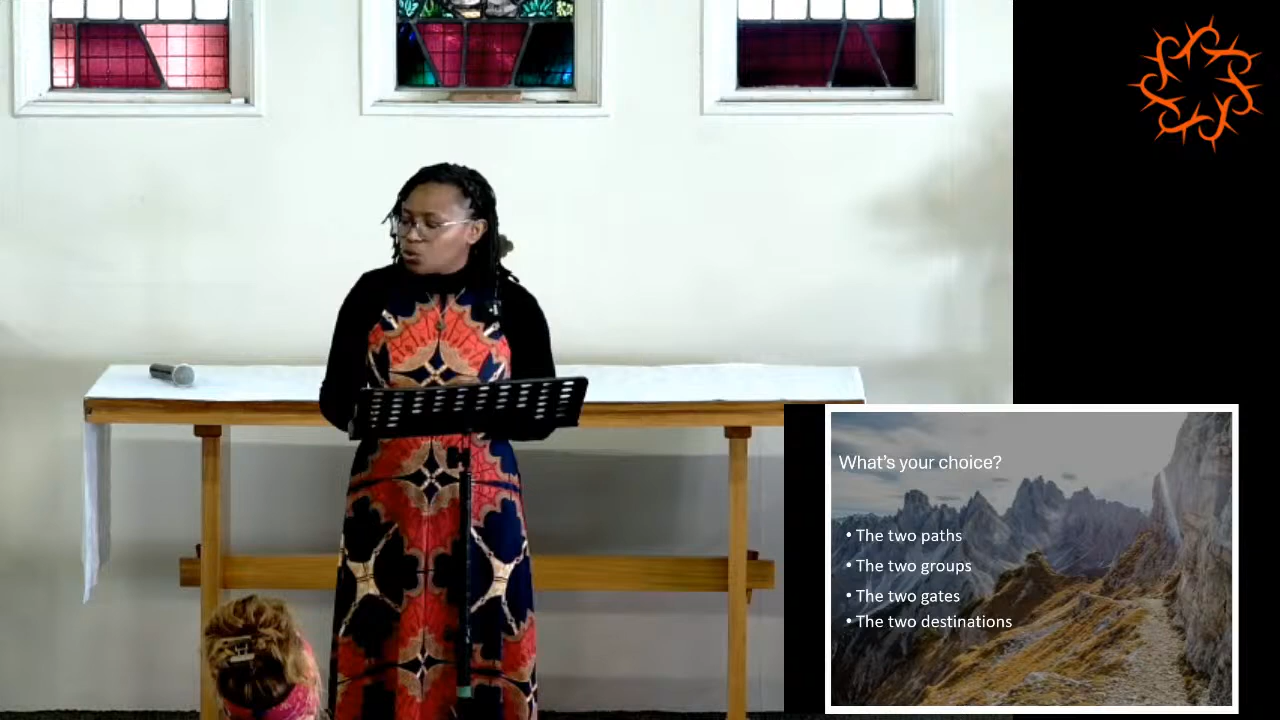 What's your choice?
• The two paths
• The two groups
• The two gates
• The two destinations